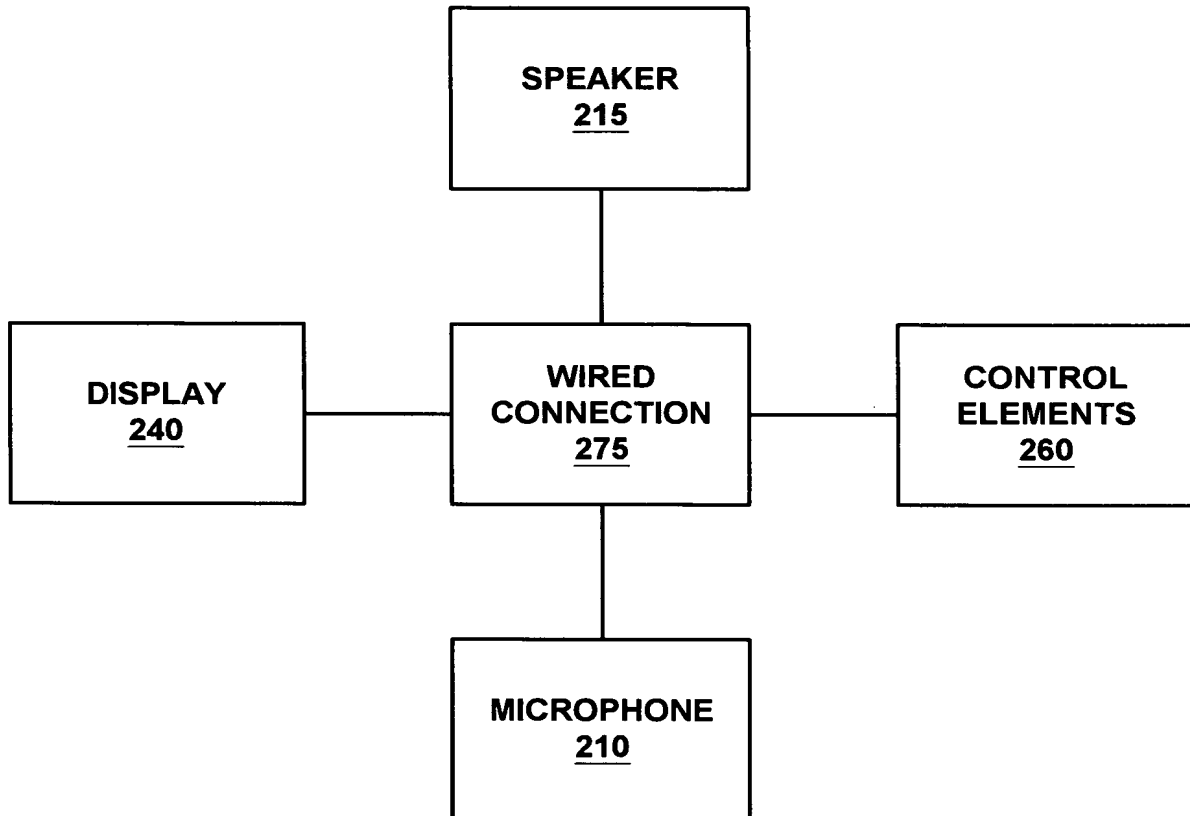 SPEAKER
215
DISPLAY
240
WIRED
CONNECTION
275
CONTROL
ELEMENTS
260
MICROPHONE
210